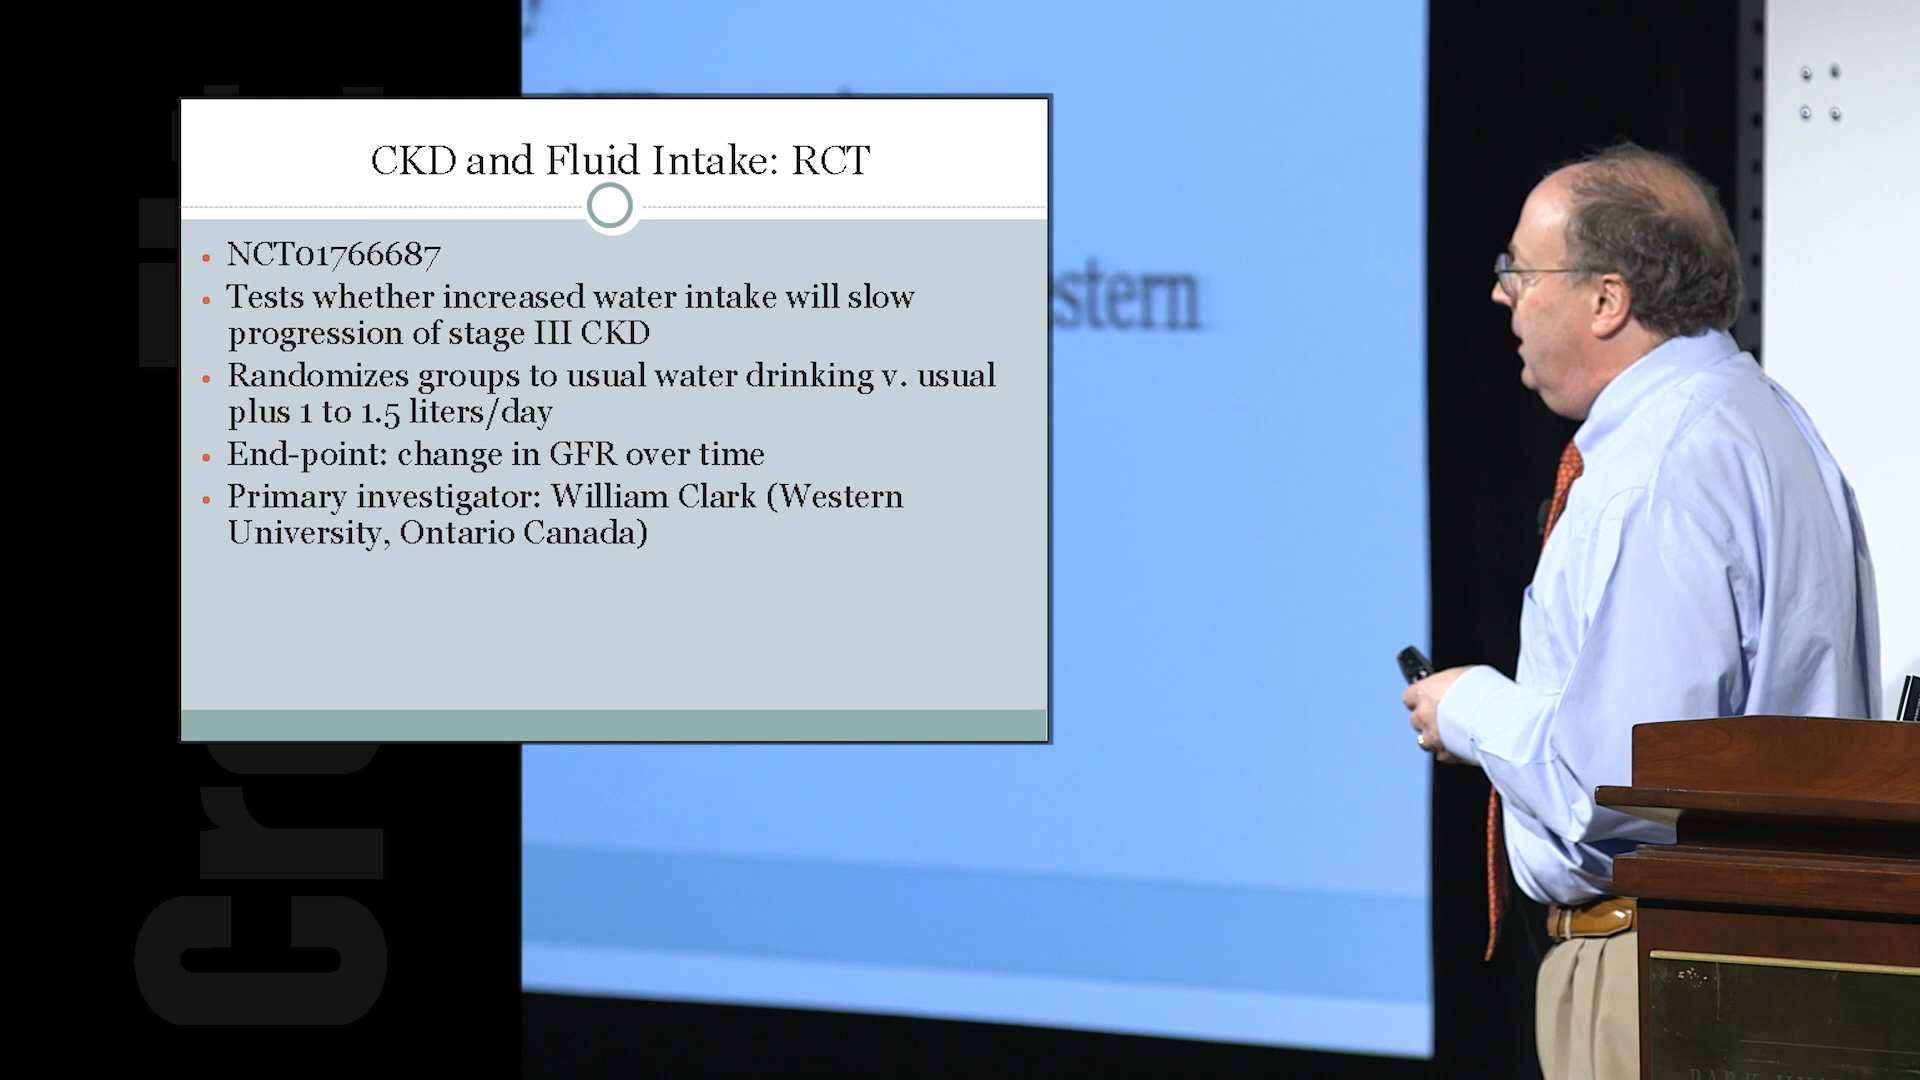 CKD and Fluid Intake: RCT
NCT01766687
Tests whether increased water intake will slow
progression of stage III CKD
Randomizes groups to usual water drinking v. usual
plus 1 to 1.5 liters/day
End-point: change in GFR over time
Primary investigator: William Clark (Western
University, Ontario Canada)
stern